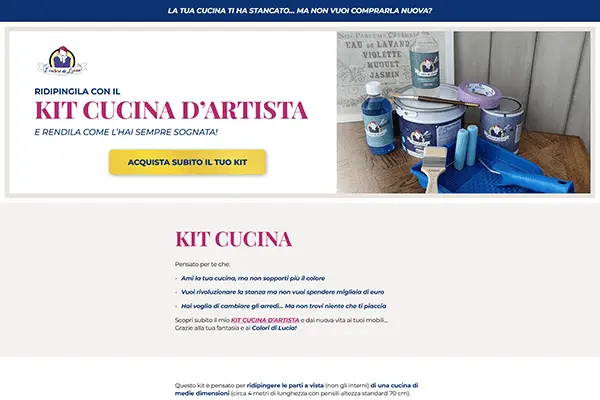 LA TUA CUCINA TI HA STANCATO... MA NON VUOI COMPRARLA NUOVA?
I colori di Lucia
RIDIPINGILA CON IL
KIT CUCINA D'ARTISTA
E RENDILA COME L'HAI SEMPRE SOGNATA!
ACQUISTA SUBITO IL TUO KIT
EAU DE LAVANDE
VIOLETTE
MUGUET
JASMIN
KIT CUCINA
Pensato per te che:
- Ami la tua cucina, ma non sopporti più il colore
- Vuoi rivoluzionare la stanza ma non vuoi spendere migliaia di euro
- Hai voglia di cambiare gli arredi... Ma non trovi niente che ti piaccia
Scopri subito il mio KIT CUCINA D'ARTISTA e dai nuova vita ai tuoi mobili...
Grazie alla tua fantasia e ai Colori di Lucia!
Questo kit è pensato per ridipingere le parti a vista (non gli interni) di una cucina di
medie dimensioni (circa 4 metri di lunghezza con pensili altezza standard 70 cm).